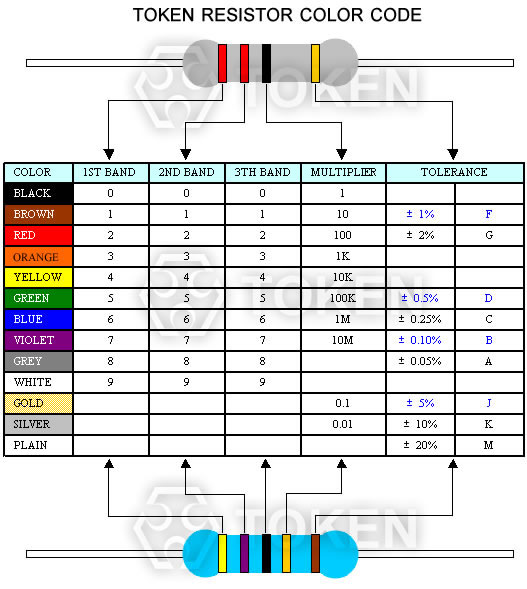 TOKEN RESISTOR COLOR CODE
TOKEN
COLOR 1ST BAND 2ND BAND 3TH BAND MULTIPLIER TOLERANCE
BLACK 0 0 0 1
BROWN 1 1 1 10 ± 1% F
RED 2 2 2 100 ± 2% G
ORANGE 3 3 3 1K
YELLOW 4 4 4 10K
TOKEN
GREEN 5 5 5 100K ± 0.5% D
BLUE 6 6 6 1M ± 0.25% C
VIOLET 7 7 7 10M ± 0.10% B
GREY 8 8 8 ± 0.05% A
WHITE 9 9 9
GOLD 0.1 ± 5% J
SILVER 0.01 ± 10% K
PLAIN ± 20% M
TOKEN